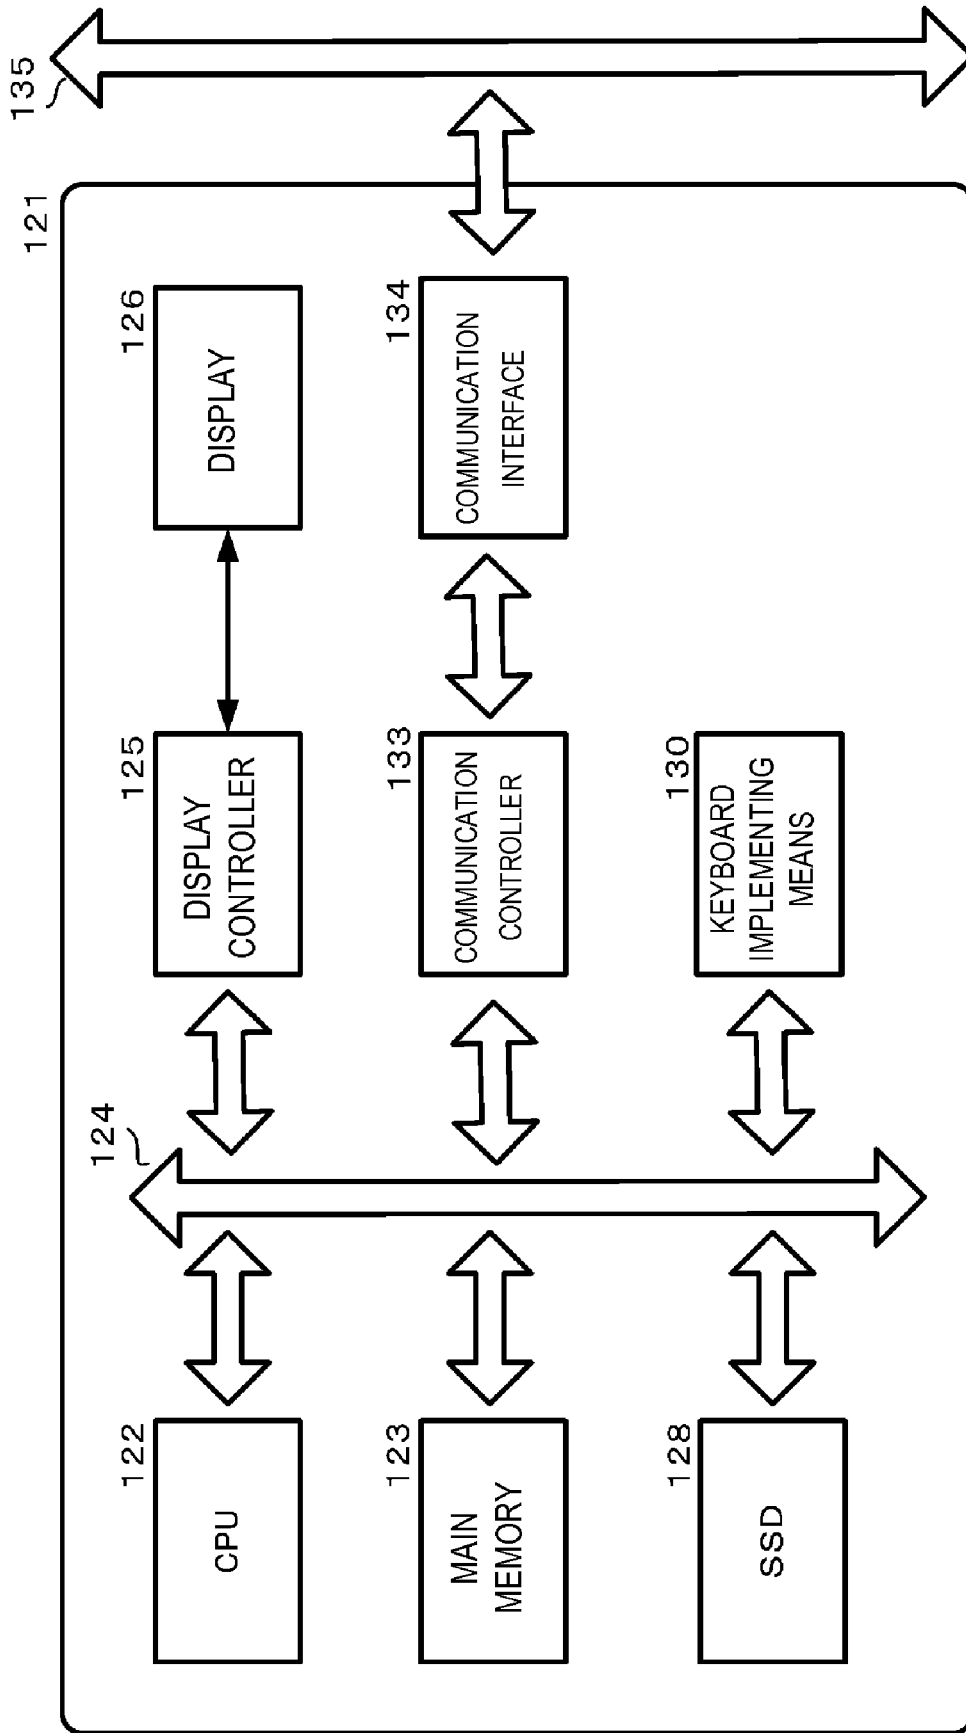 135
121
122
CPU
124
125
DISPLAY
CONTROLLER
126
DISPLAY
123
MAIN
MEMORY
133
COMMUNICATION
CONTROLLER
134
COMMUNICATION
INTERFACE
128
SSD
130
KEYBOARD
IMPLEMENTING
MEANS